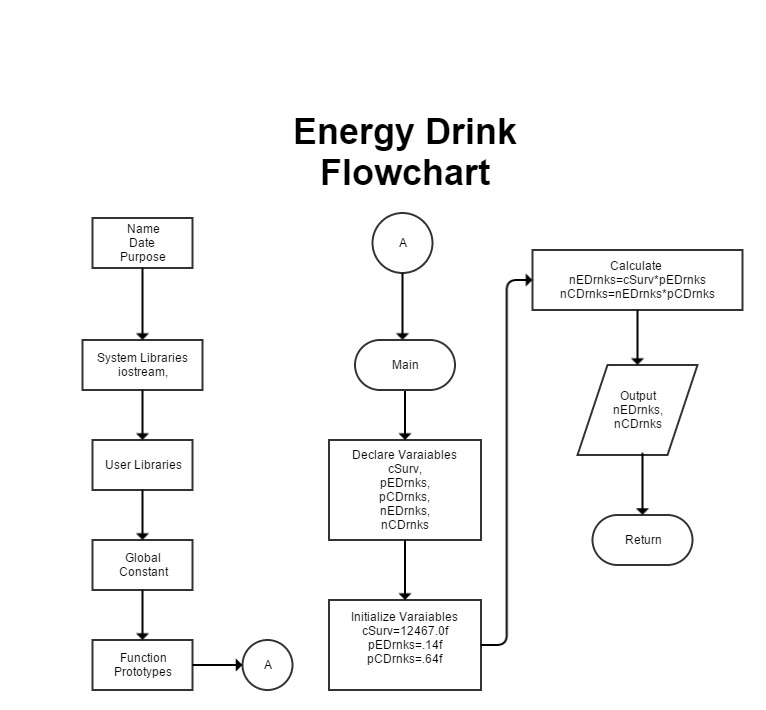 Energy Drink
Flowchart
Name
Date
Purpose
System Libraries
iostream,
User Libraries
Global
Constant
Function
Prototypes
A
A
Main
Declare Varaiables
cSurv,
pEDrnks,
pCDrnks,
nEDrnks,
nCDrnks
Initialize Varaiables
cSurv=12467.0f
pEDrnks=.14f
pCDrnks=.64f
Calculate
nEDrnks=cSurv*pEDrnks
nCDrnks=nEDrnks*pCDrnks
Output
nEDrnks,
nCDrnks
Return